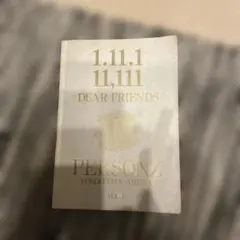 1.11.1
11,111
DEAR FRIENDS
PERSONZ